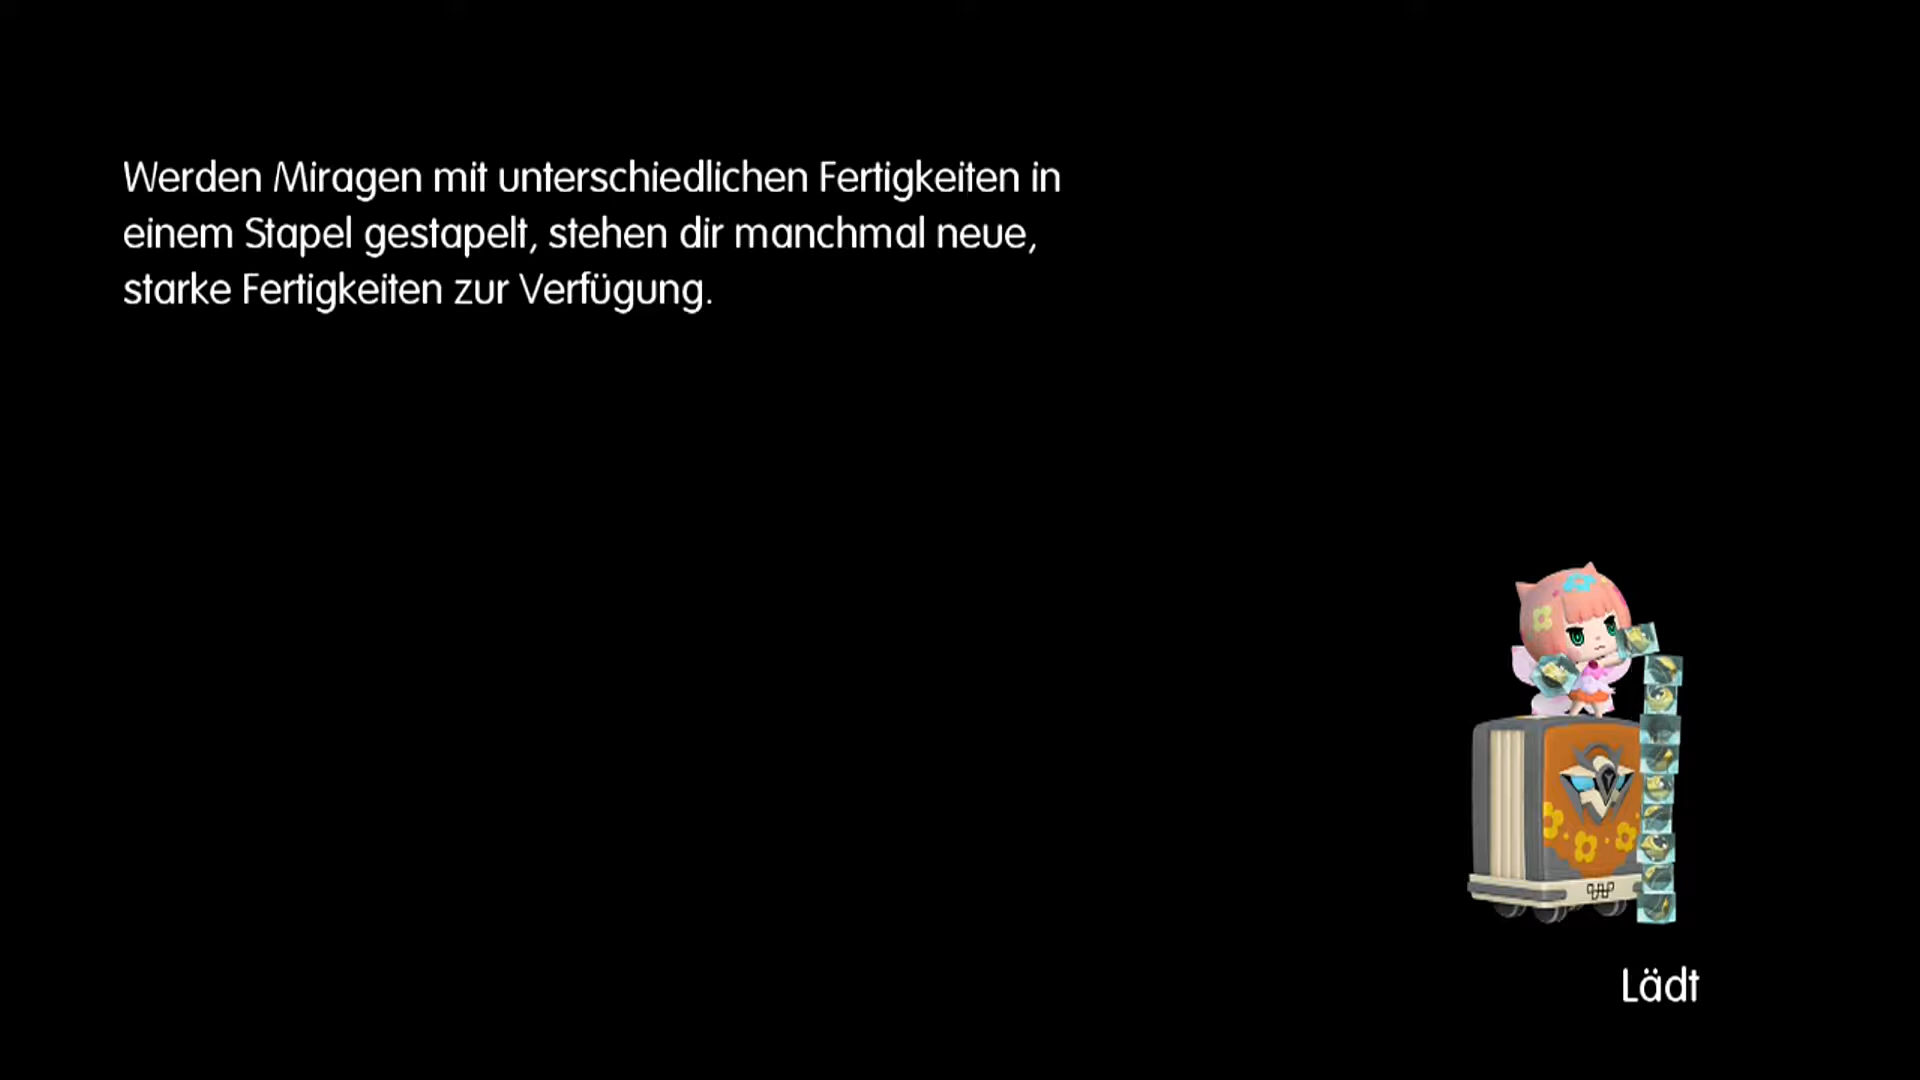 Werden Miragen mit unterschiedlichen Fertigkeiten in
einem Stapel gestapelt, stehen dir manchmal neue,
starke Fertigkeiten zur Verfügung.
Lädt